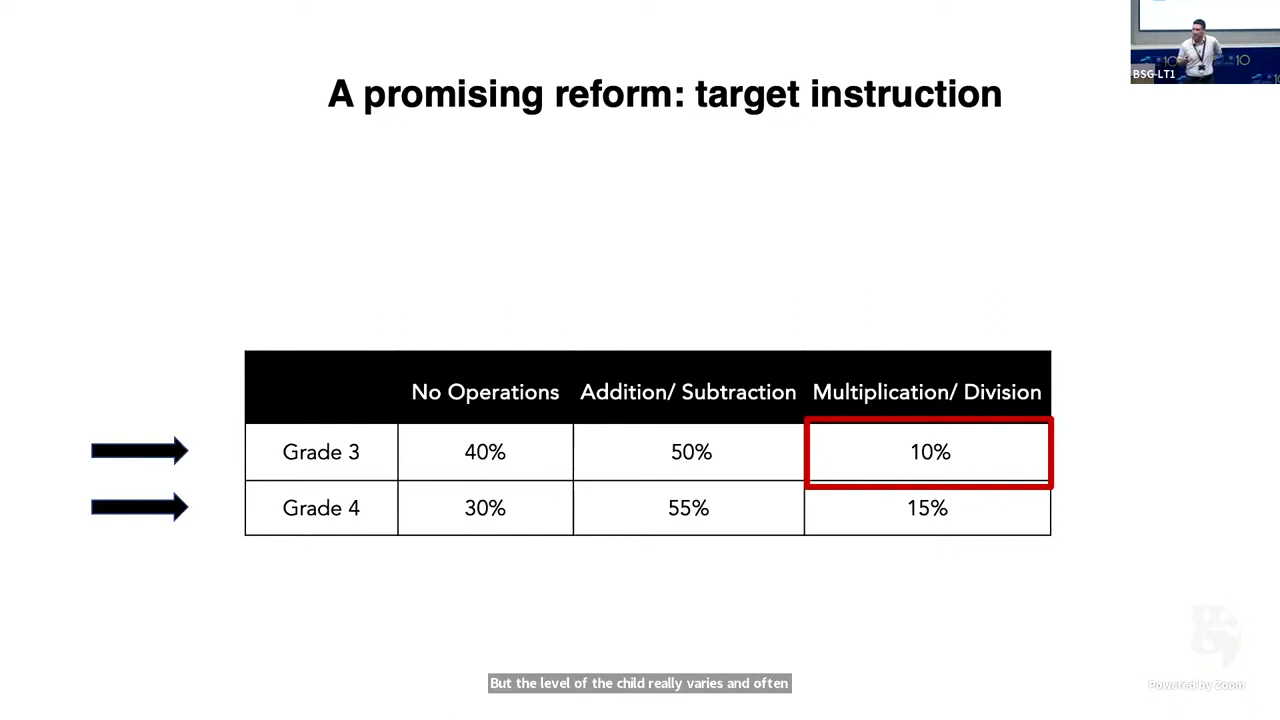 BSG-LT1
A promising reform: target instruction
No Operations Addition/ Subtraction Multiplication/ Division
Grade 3 40% 50% 10%
Grade 4 30% 55% 15%
But the level of the child really varies and often
Powered by Zoom